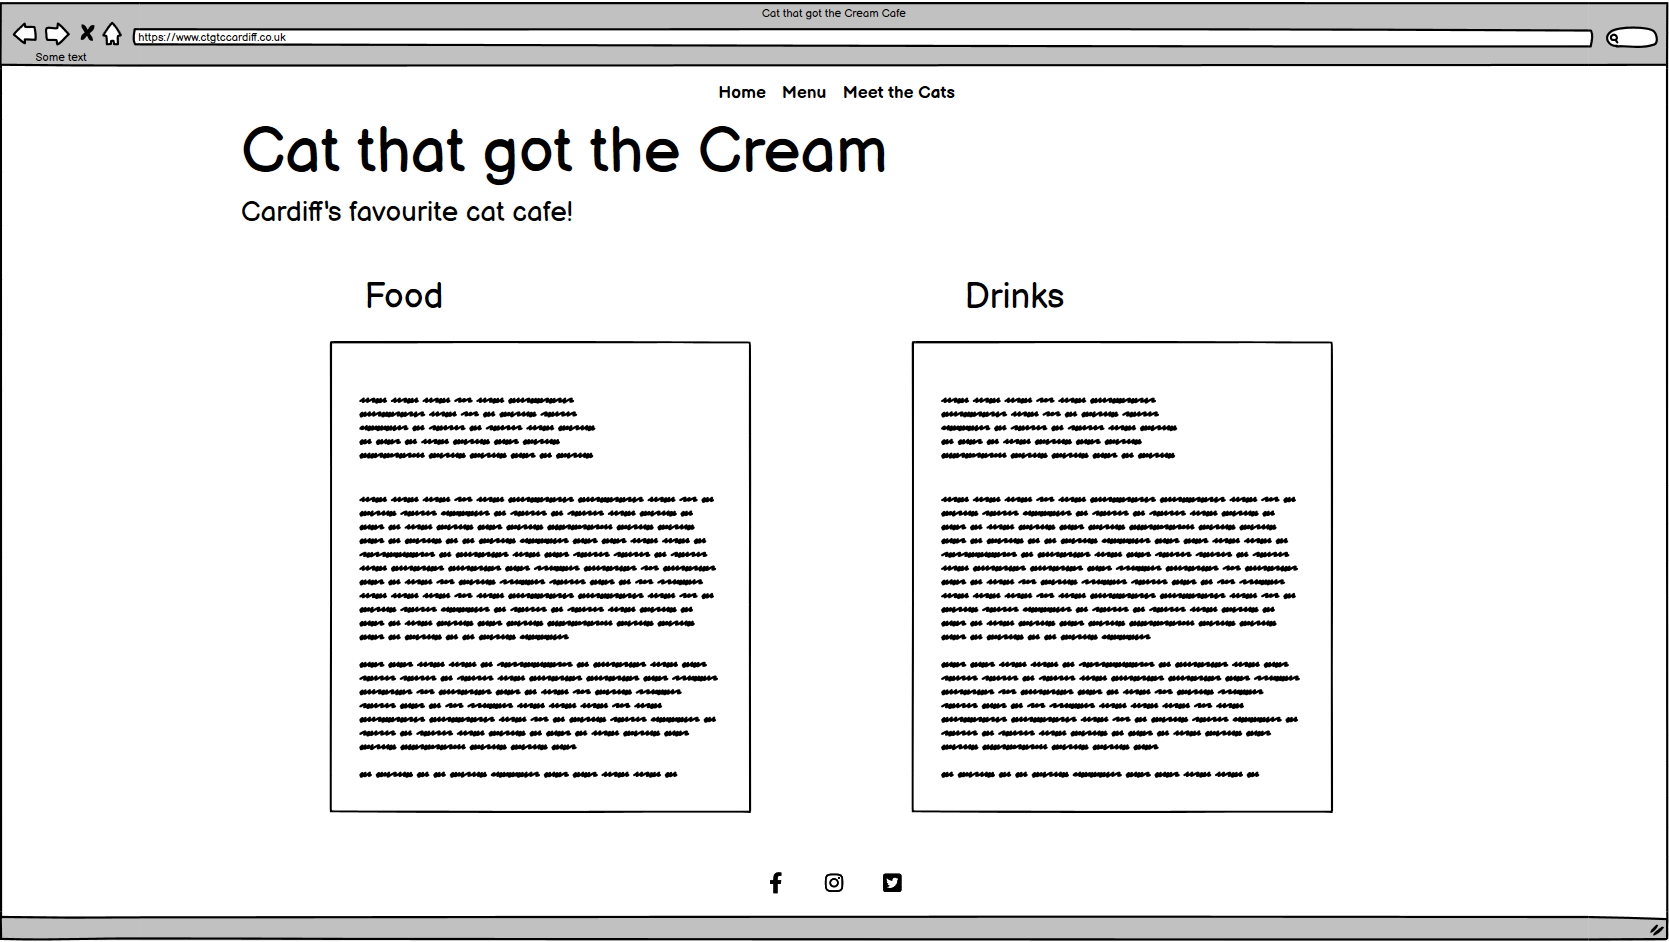 Cat that got the Cream Cafe
https://www.ctgtccardiff.co.uk
Some text
Home Menu Meet the Cats
Cat that got the Cream
Cardiff's favourite cat cafe!
Food
Drinks